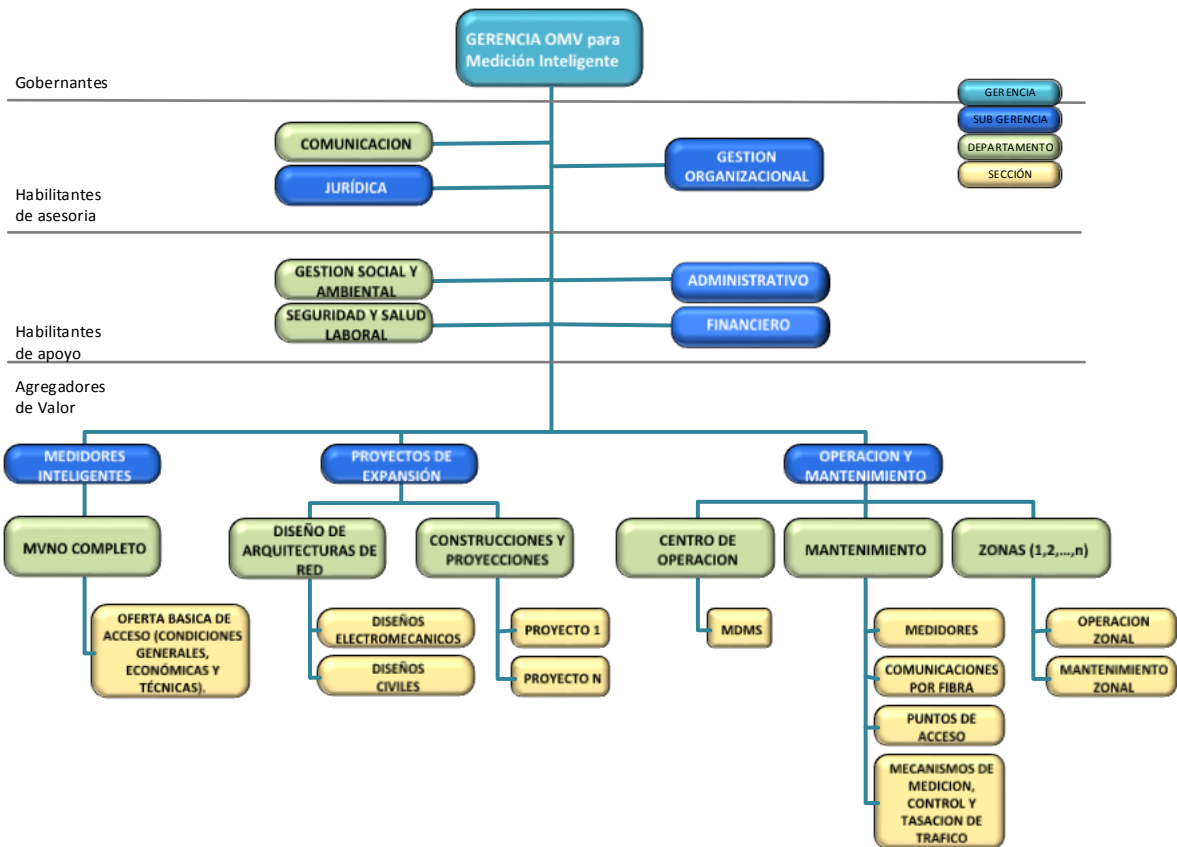 GERENCIA OMV para
Medición Inteligente
Gobernantes
GERENCIA
SUB GERENCIA
DEPARTAMENTO
SECCIÓN
COMUNICACION
JURÍDICA
GESTION
ORGANIZACIONAL
Habilitantes
de asesoria
GESTION SOCIAL Y
AMBIENTAL
SEGURIDAD Y SALUD
LABORAL
ADMINISTRATIVO
FINANCIERO
Habilitantes
de apoyo
Agregadores
de Valor
MEDIDORES
INTELIGENTES
PROYECTOS DE
EXPANSIÓN
OPERACION Y
MANTENIMIENTO
MVNO COMPLETO
DISEÑO DE
ARQUITECTURAS DE
RED
CONSTRUCCIONES Y
PROYECCIONES
CENTRO DE
OPERACION
MANTENIMIENTO
ZONAS (1,2,...,n)
OFERTA BASICA DE
ACCESO (CONDICIONES
GENERALES,
ECONÓMICAS Y
TÉCNICAS).
DISEÑOS
ELECTROMECANICOS
DISEÑOS
CIVILES
PROYECTO 1
PROYECTO N
MDMS
MEDIDORES
COMUNICACIONES
POR FIBRA
PUNTOS DE
ACCESO
MECANISMOS DE
MEDICION,
CONTROL Y
TASACION DE
TRAFICO
OPERACION
ZONAL
MANTENIMIENTO
ZONAL